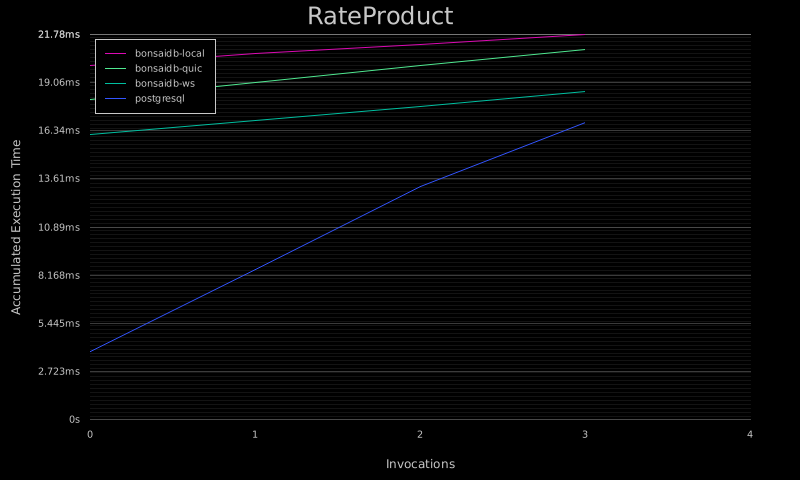 RateProduct
21.78ms
19.06ms
16.34ms
13.61ms
10.89ms
8.168ms
5.445ms
2.723ms
0s
bonsaidb-local
bonsaidb-quic
bonsaidb-ws
postgresql
Accumulated Execution Time
0 1 2 3 4
Invocations